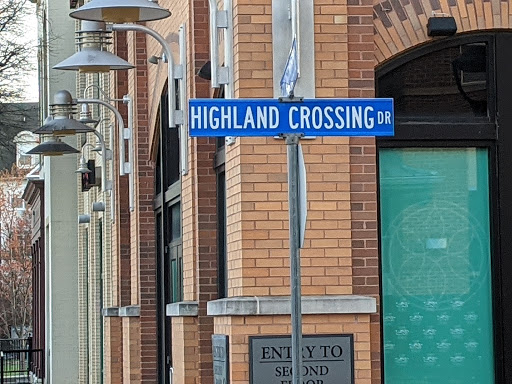 HIGHLAND CROSSING DR
ENTRY TO
SECOND
FLOOR